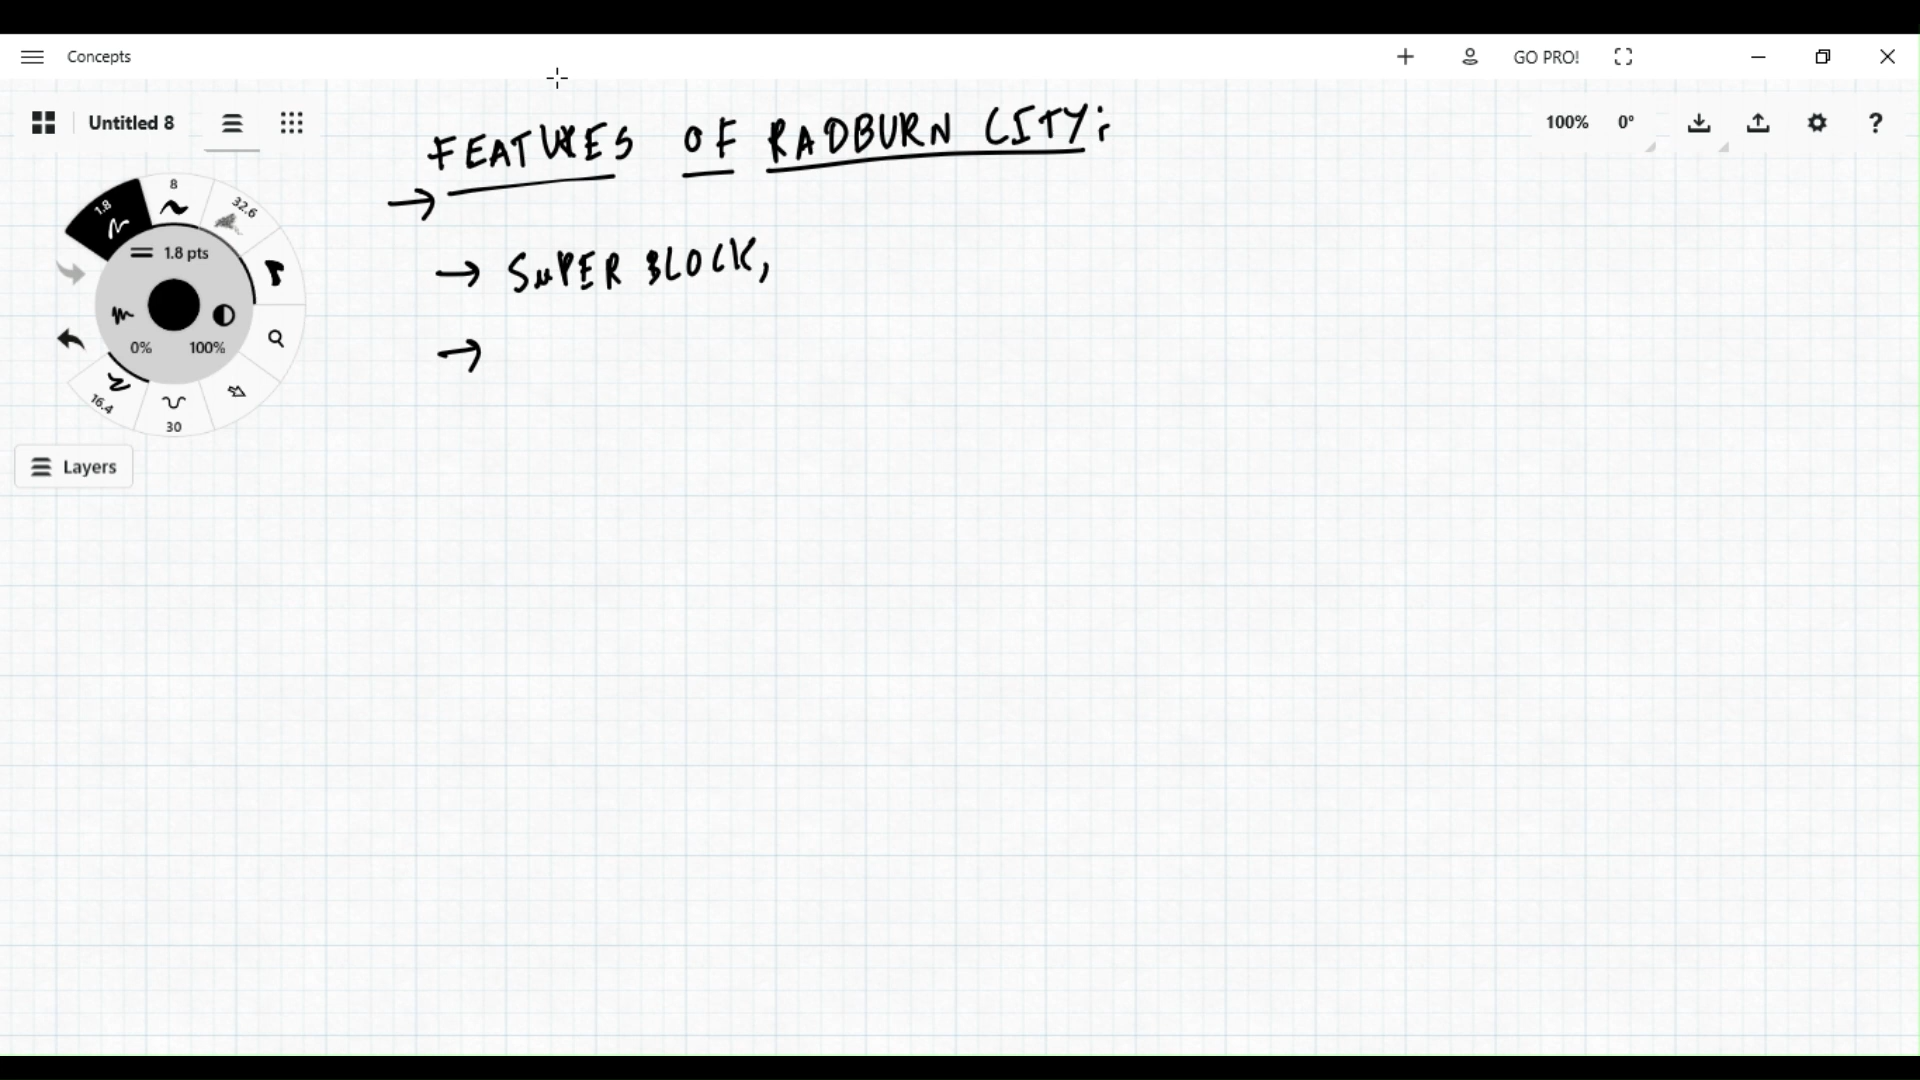 Concepts GO PRO!
Untitled 8 100% 0° ?
FEATURES OF RADBURN CITY:
→
8
1.8 32.6
1.8 pts
→ SUPER BLOCK,
0% 100%
→
16.4
30
Layers